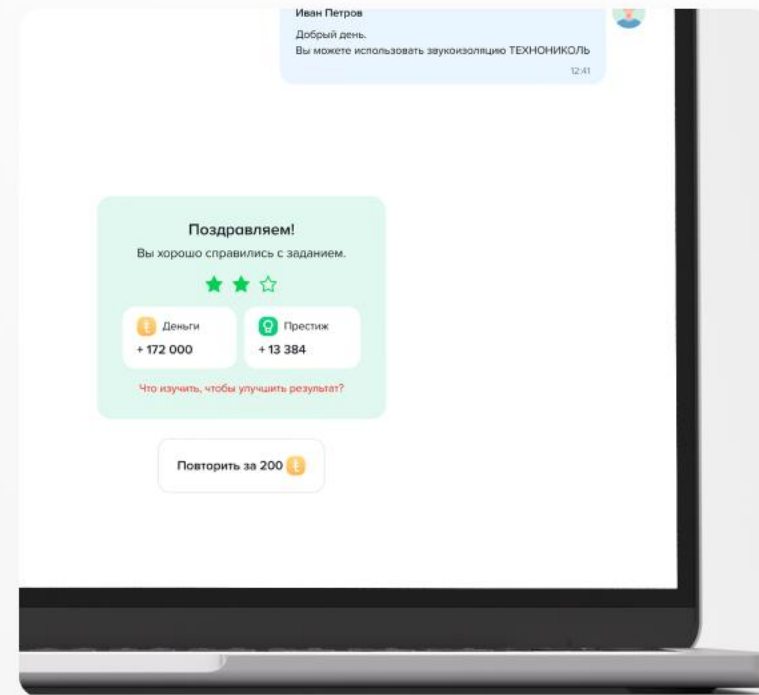 Иван Петров
Добрый день.
Вы можете использовать звукоизоляцию ТЕХНОНИКОЛЬ
12:41
Поздравляем!
Вы хорошо справились с заданием.
Деньги
Престиж
+ 172 000
+ 13 384
Что изучить, чтобы улучшить результат?
Повторить за 200